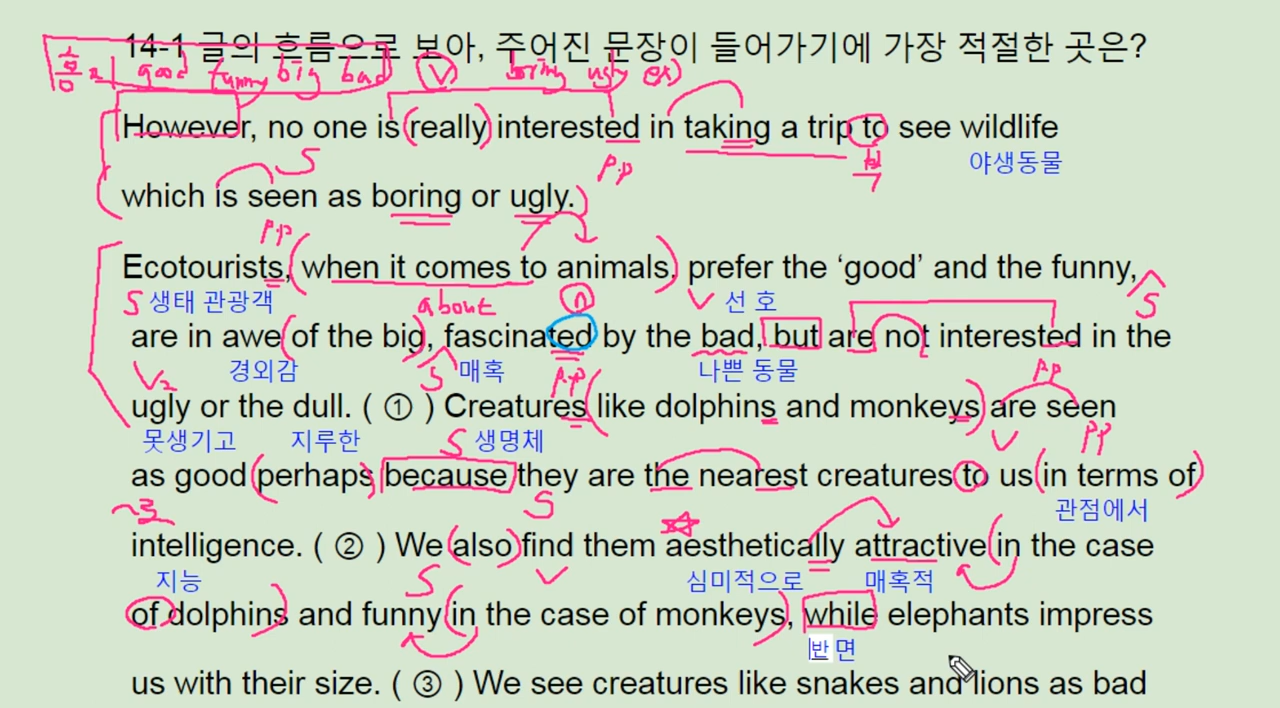 14-1 글의 흐름으로 보아, 주어진 문장이 들어가기에 가장 적절한 곳은?
good funny big bad V boring ugly ex)
However, no one is really interested in taking a trip to see wildlife
S p.p 야생동물
which is seen as boring or ugly.
p.p
Ecotourists, when it comes to animals, prefer the ‘good’ and the funny,
S 생태 관광객 about n V 선 호 S
are in awe of the big, fascinated by the bad, but are not interested in the
V2 경외감 S 매혹 p.p 나쁜 동물 p.p
ugly or the dull. ( ① ) Creatures like dolphins and monkeys are seen
못생기고 지루한 S 생명체 V pp
as good perhaps because they are the nearest creatures to us in terms of
S 관점에서
intelligence. ( ② ) We also find them aesthetically attractive in the case
지능 S V 심미적으로 매혹적
of dolphins and funny in the case of monkeys, while elephants impress
반면
us with their size. ( ③ ) We see creatures like snakes and lions as bad